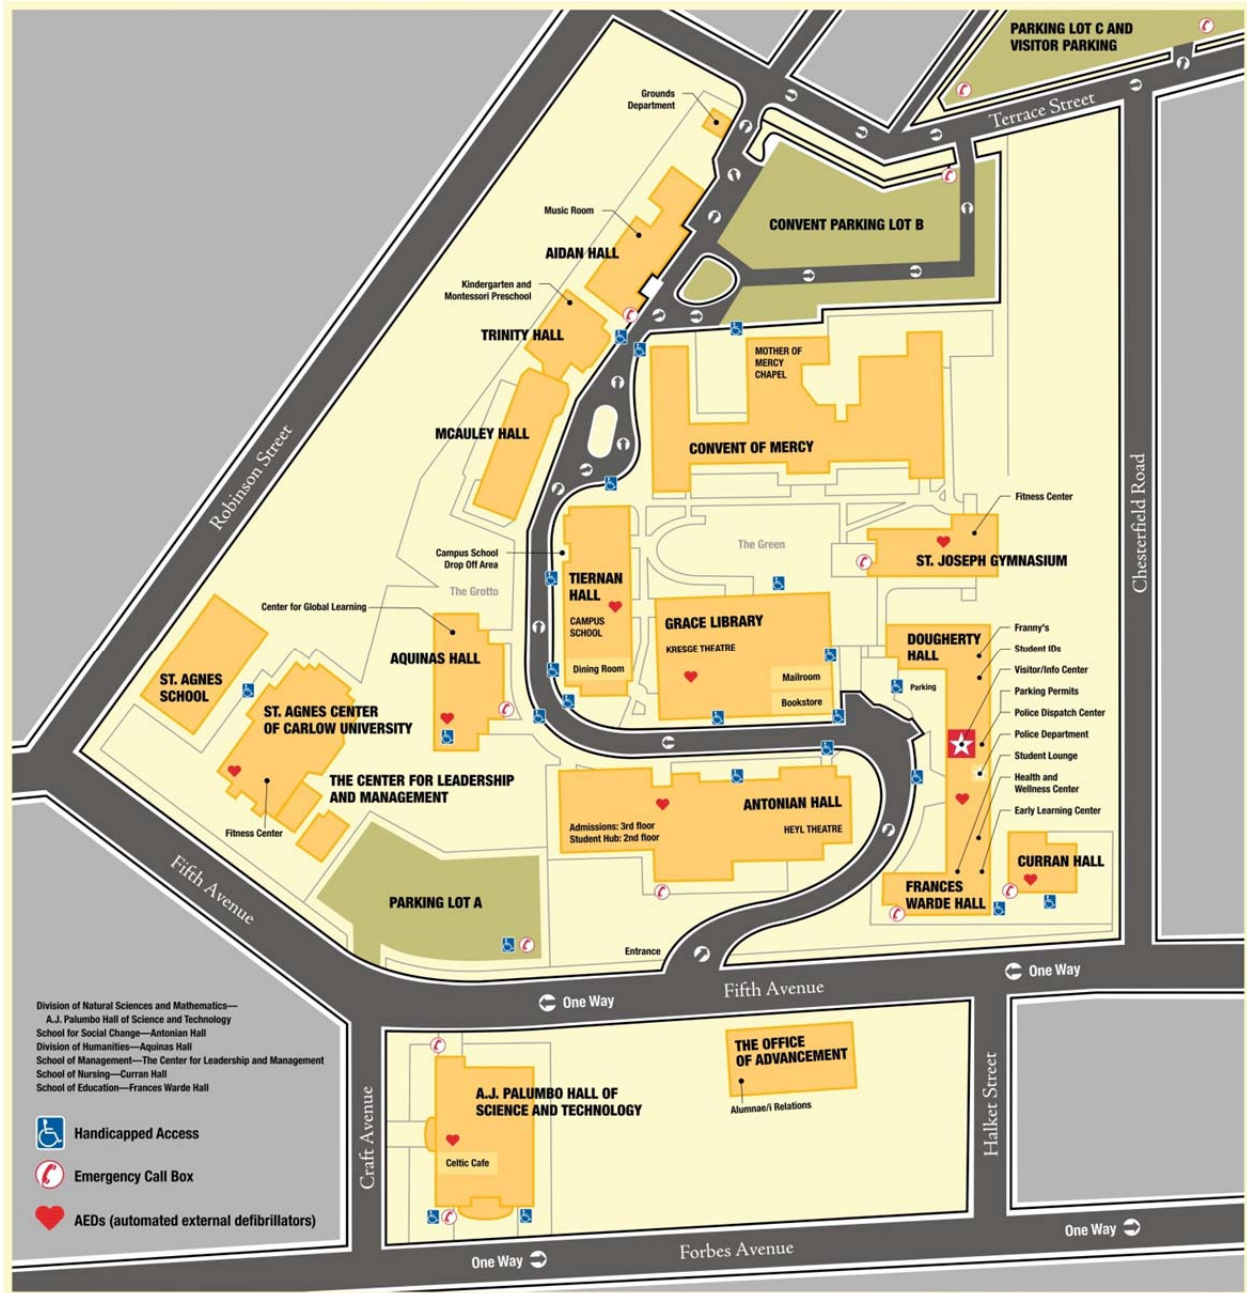 PARKING LOT C AND
VISITOR PARKING
Terrace Street
Grounds
Department
CONVENT PARKING LOT B
Music Room
AIDAN HALL
Kindergarten and
Montessori Preschool
TRINITY HALL
MOTHER OF
MERCY
CHAPEL
MCAULEY HALL
CONVENT OF MERCY
Robinson Street
Chesterfield Road
Fitness Center
The Green
ST. JOSEPH GYMNASIUM
Campus School
Drop Off Area
The Grotto
TIERNAN
HALL
CAMPUS
SCHOOL
Dining Room
Center for Global Learning
AQUINAS HALL
GRACE LIBRARY
KRESGE THEATRE
Mailroom
Bookstore
DOUGHERTY
HALL
Parking
Franny's
Student IDs
Visitor/Info Center
Parking Permits
Police Dispatch Center
Police Department
Student Lounge
Health and
Wellness Center
Early Learning Center
ST. AGNES
SCHOOL
ST. AGNES CENTER
OF CARLOW UNIVERSITY
THE CENTER FOR LEADERSHIP
AND MANAGEMENT
Fitness Center
ANTONIAN HALL
HEYL THEATRE
Admissions: 3rd floor
Student Hub: 2nd floor
CURRAN HALL
FRANCES
WARDE HALL
PARKING LOT A
Fifth Avenue
Entrance
One Way
Fifth Avenue
One Way
Division of Natural Sciences and Mathematics—
A.J. Palumbo Hall of Science and Technology
School for Social Change—Antonian Hall
Division of Humanities—Aquinas Hall
School of Management—The Center for Leadership and Management
School of Nursing—Curran Hall
School of Education—Frances Warde Hall
Handicapped Access
Emergency Call Box
AEDs (automated external defibrillators)
Craft Avenue
A.J. PALUMBO HALL OF
SCIENCE AND TECHNOLOGY
Celtic Cafe
THE OFFICE
OF ADVANCEMENT
Alumnae/i Relations
Halket Street
One Way
Forbes Avenue
One Way